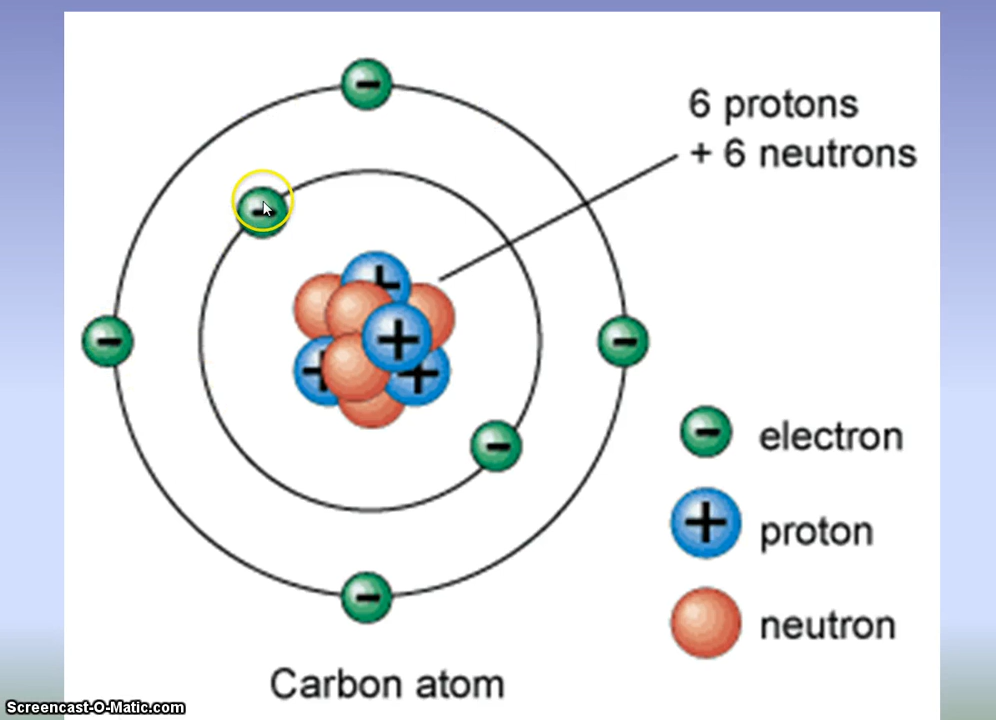 6 protons
+ 6 neutrons
electron
proton
neutron
Carbon atom
Screencast-O-Matic.com